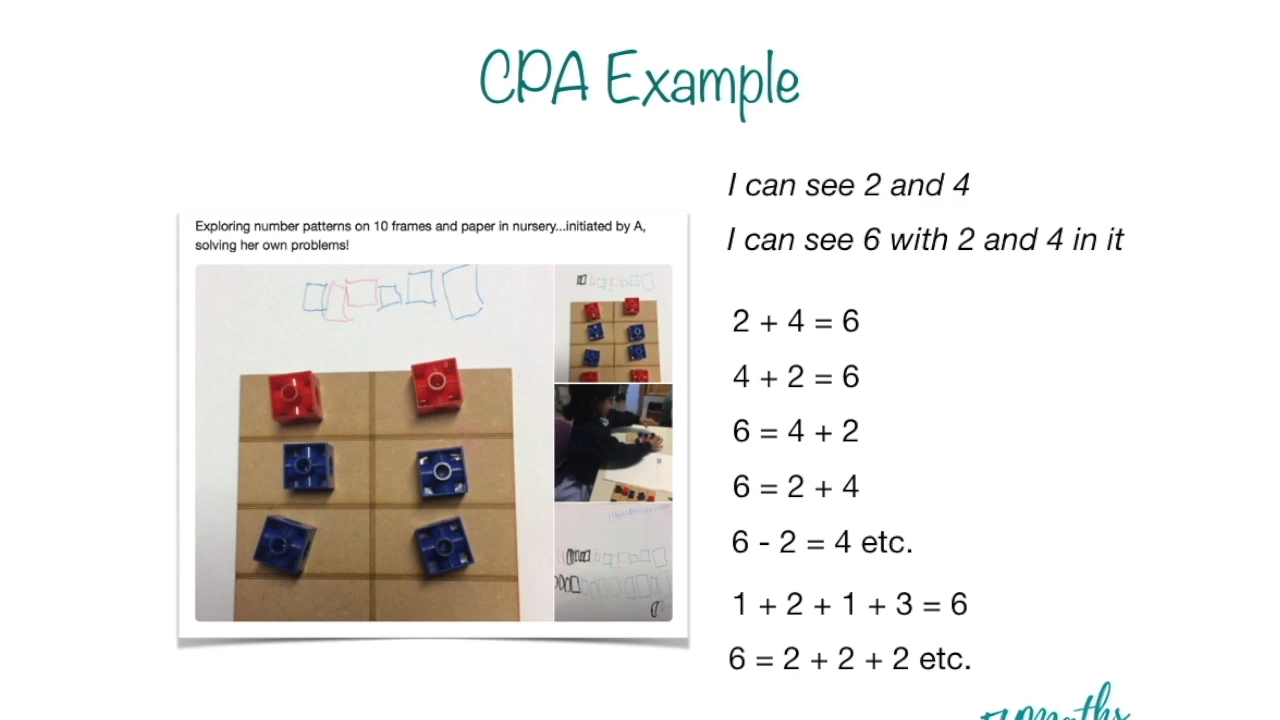 CPA Example
I can see 2 and 4
Exploring number patterns on 10 frames and paper in nursery...initiated by A,
solving her own problems!
I can see 6 with 2 and 4 in it
2 + 4 = 6
4 + 2 = 6
6 = 4 + 2
6 = 2 + 4
6 - 2 = 4 etc.
1 + 2 + 1 + 3 = 6
6 = 2 + 2 + 2 etc.